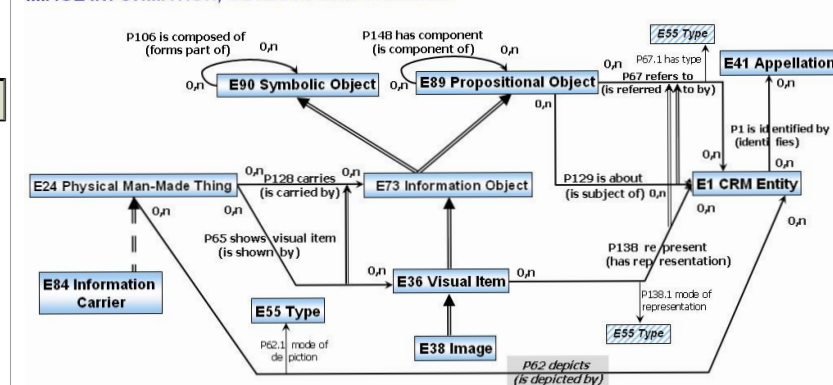 P106 is composed of
(forms part of)
0,n
0,n
E90 Symbolic Object
P148 has component
(is component of)
0,n
0,n
E89 Propositional Object
0,n
0,n
E55 Type
P67.1 has type
P67 refers to
(is referred to by)
E41 Appellation
0,n
P1 is identified by
(identifies)
0,n
0,n
E24 Physical Man-Made Thing
0,n
P128 carries
(is carried by)
0,n
E73 Information Object
P129 is about
(is subject of)
0,n
E1 CRM Entity
0,n
0,n
0,n
0,n
P65 shows visual item
(is shown by)
0,n
E36 Visual Item
0,n
P138 represent
(has representation)
E84 Information
Carrier
E55 Type
P62.1 mode of
depiction
E38 Image
P138.1 mode of
representation
E55 Type
P62 depicts
(is depicted by)